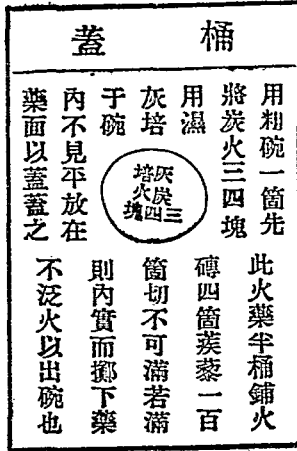 桶蓋
用粗碗一箇先
將炭火三四塊
用濕
灰培
于碗
內不見平放在
藥面以蓋蓋之
灰培
炭火
三四塊
此火藥半桶鋪火
磚四箇蒺藜一百
箇切不可滿若滿
則內實而擲下藥
不泛火以出碗也